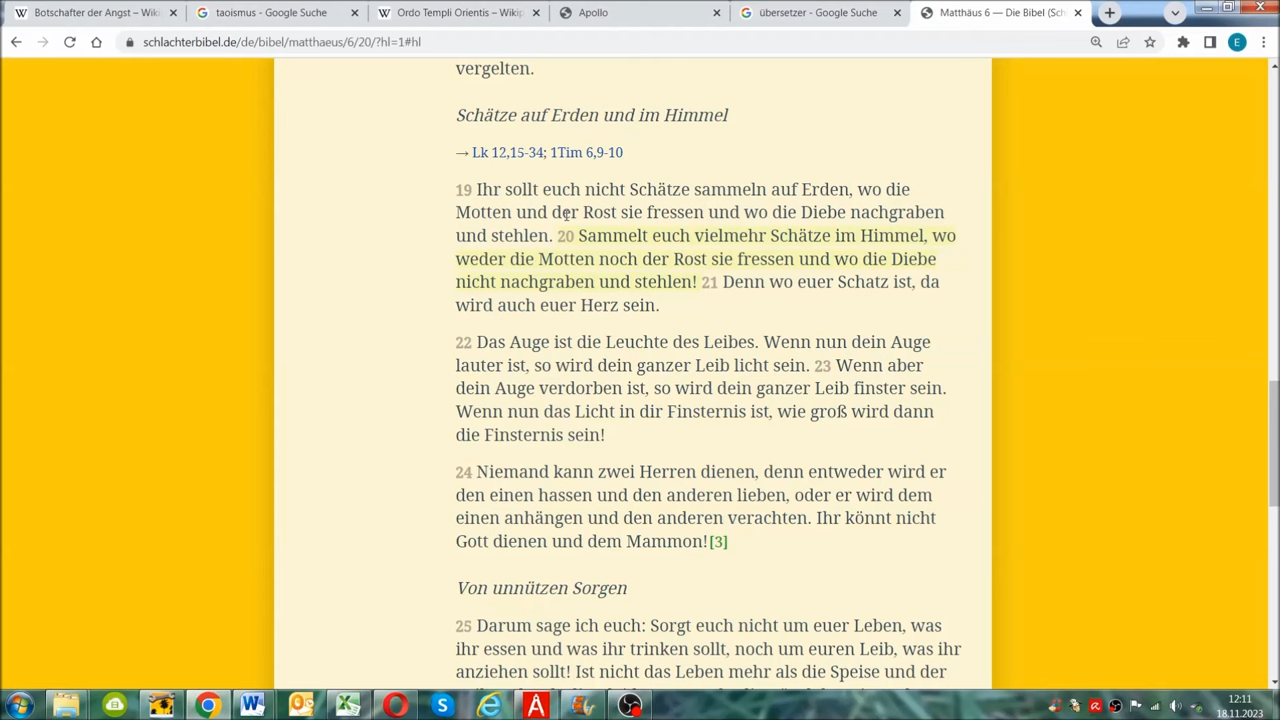 Botschafter der Angst – Wiki
taoismus - Google Suche
Ordo Templi Orientis – Wikip
Apollo
übersetzer - Google Suche
Matthäus 6 — Die Bibel (Sch
schlachterbibel.de/de/bibel/matthaeus/6/20/?hl=1#hl
E
vergelten.
Schätze auf Erden und im Himmel
→ Lk 12,15-34; 1Tim 6,9-10
19 Ihr sollt euch nicht Schätze sammeln auf Erden, wo die
Motten und der Rost sie fressen und wo die Diebe nachgraben
und stehlen. 20 Sammelt euch vielmehr Schätze im Himmel, wo
weder die Motten noch der Rost sie fressen und wo die Diebe
nicht nachgraben und stehlen! 21 Denn wo euer Schatz ist, da
wird auch euer Herz sein.
22 Das Auge ist die Leuchte des Leibes. Wenn nun dein Auge
lauter ist, so wird dein ganzer Leib licht sein. 23 Wenn aber
dein Auge verdorben ist, so wird dein ganzer Leib finster sein.
Wenn nun das Licht in dir Finsternis ist, wie groß wird dann
die Finsternis sein!
24 Niemand kann zwei Herren dienen, denn entweder wird er
den einen hassen und den anderen lieben, oder er wird dem
einen anhängen und den anderen verachten. Ihr könnt nicht
Gott dienen und dem Mammon![3]
Von unnützen Sorgen
25 Darum sage ich euch: Sorgt euch nicht um euer Leben, was
ihr essen und was ihr trinken sollt, noch um euren Leib, was ihr
anziehen sollt! Ist nicht das Leben mehr als die Speise und der
12:11
18.11.2023